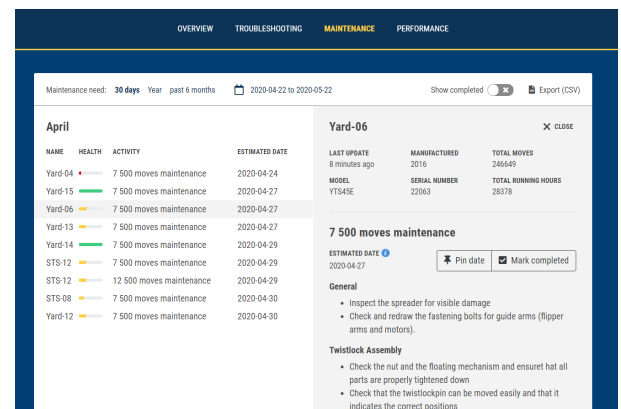 OVERVIEW TROUBLESHOOTING MAINTENANCE PERFORMANCE
Maintenance need: 30 days Year past 6 months 2020-04-22 to 2020-05-22 Show completed Export (CSV)
April
NAME HEALTH ACTIVITY ESTIMATED DATE
Yard-04 7 500 moves maintenance 2020-04-24
Yard-15 7 500 moves maintenance 2020-04-27
Yard-06 7 500 moves maintenance 2020-04-27
Yard-13 7 500 moves maintenance 2020-04-27
Yard-14 7 500 moves maintenance 2020-04-29
STS-12 7 500 moves maintenance 2020-04-29
STS-12 12 500 moves maintenance 2020-04-29
STS-08 7 500 moves maintenance 2020-04-30
Yard-12 7 500 moves maintenance 2020-04-30
Yard-06 CLOSE
LAST UPDATE MANUFACTURED TOTAL MOVES
8 minutes ago 2016 246649
MODEL SERIAL NUMBER TOTAL RUNNING HOURS
YTS45E 22063 28378
7 500 moves maintenance
ESTIMATED DATE
2020-04-27
Pin date Mark completed
General
• Inspect the spreader for visible damage
• Check and redraw the fastening bolts for guide arms (flipper
arms and motors).
Twistlock Assembly
• Check the nut and the floating mechanism and ensuret hat all
parts are properly tightened down
• Check that the twistlockpin can be moved easily and that it
indicates the correct positions